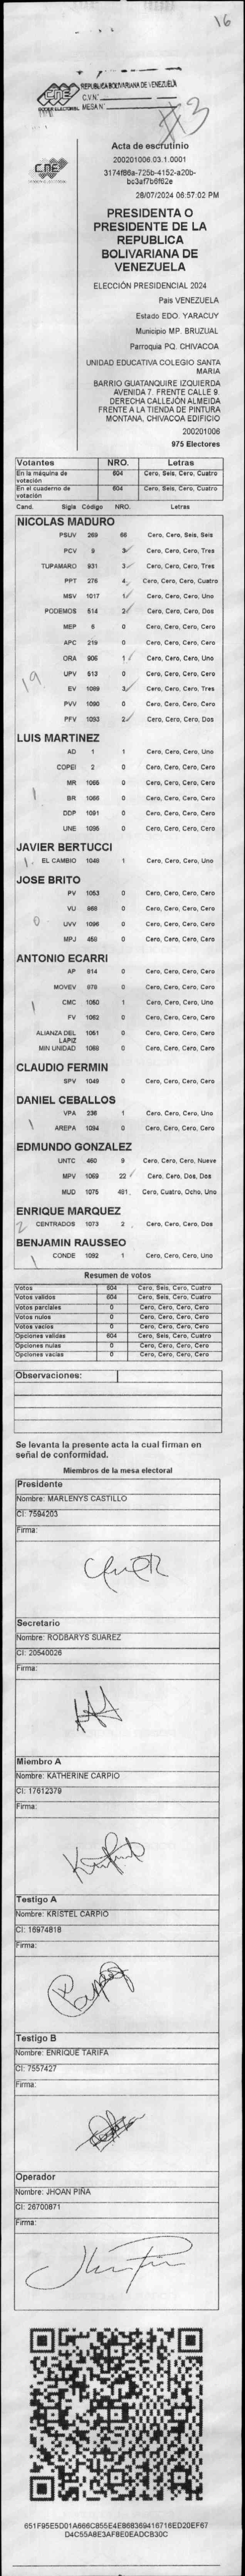 16
REPUBLICA BOLIVARIANA DE VENEZUELA
CNE C.V.N°
PODER ELECTORAL MESA N°
#3
CNE
Acta de escrutinio
200201006.03.1.0001
28/07/2024 06:57:02 PM
PRESIDENTA O
PRESIDENTE DE LA
REPUBLICA
BOLIVARIANA DE
VENEZUELA
ELECCIÓN PRESIDENCIAL 2024
País VENEZUELA
Estado EDO. YARACUY
Municipio MP. BRUZUAL
Parroquia PQ. CHIVACOA
UNIDAD EDUCATIVA COLEGIO SANTA
MARIA
BARRIO GUATANQUIRE IZQUIERDA
AVENIDA 7. FRENTE CALLE 9.
DERECHA CALLEJÓN ALMEIDA
FRENTE A LA TIENDA DE PINTURA
MONTANA, CHIVACOA EDIFICIO
200201006
975 Electores
Votantes NRO. Letras
En la máquina de votación 604 Cero, Seis, Cero, Cuatro
En el cuaderno de votación 604 Cero, Seis, Cero, Cuatro
Cand. Sigla Código NRO. Letras
NICOLAS MADURO
PSUV 269 66 Cero, Cero, Seis, Seis
PCV 9 3 Cero, Cero, Cero, Tres
TUPAMARO 931 3 Cero, Cero, Cero, Tres
PPT 276 4 Cero, Cero, Cero, Cuatro
MSV 1017 1 Cero, Cero, Cero, Uno
PODEMOS 514 2 Cero, Cero, Cero, Dos
MEP 6 0 Cero, Cero, Cero, Cero
APC 219 0 Cero, Cero, Cero, Cero
ORA 906 1 Cero, Cero, Cero, Uno
UPV 513 0 Cero, Cero, Cero, Cero
19 EV 1089 3 Cero, Cero, Cero, Tres
PVV 1090 0 Cero, Cero, Cero, Cero
PFV 1093 2 Cero, Cero, Cero, Dos
LUIS MARTINEZ
AD 1 1 Cero, Cero, Cero, Uno
COPEI 2 0 Cero, Cero, Cero, Cero
MR 1065 0 Cero, Cero, Cero, Cero
1 BR 1066 0 Cero, Cero, Cero, Cero
DDP 1091 0 Cero, Cero, Cero, Cero
UNE 1095 0 Cero, Cero, Cero, Cero
JAVIER BERTUCCI
1. EL CAMBIO 1048 1 Cero, Cero, Cero, Uno
JOSE BRITO
PV 1053 0 Cero, Cero, Cero, Cero
VU 868 0 Cero, Cero, Cero, Cero
0 UVV 1096 0 Cero, Cero, Cero, Cero
MPJ 458 0 Cero, Cero, Cero, Cero
ANTONIO ECARRI
AP 814 0 Cero, Cero, Cero, Cero
MOVEV 678 0 Cero, Cero, Cero, Cero
1 CMC 1050 1 Cero, Cero, Cero, Uno
FV 1062 0 Cero, Cero, Cero, Cero
ALIANZA DEL LAPIZ 1051 0 Cero, Cero, Cero, Cero
MIN UNIDAD 1068 0 Cero, Cero, Cero, Cero
CLAUDIO FERMIN
SPV 1049 0 Cero, Cero, Cero, Cero
DANIEL CEBALLOS
VPA 236 1 Cero, Cero, Cero, Uno
1 AREPA 1094 0 Cero, Cero, Cero, Cero
EDMUNDO GONZALEZ
UNTC 460 9 Cero, Cero, Cero, Nueve
MPV 1069 22 Cero, Cero, Dos, Dos
MUD 1075 481 Cero, Cuatro, Ocho, Uno
ENRIQUE MARQUEZ
2 CENTRADOS 1073 2 Cero, Cero, Cero, Dos
BENJAMIN RAUSSEO
1 CONDE 1092 1 Cero, Cero, Cero, Uno
Resumen de votos
Votos 604 Cero, Seis, Cero, Cuatro
Votos validos 604 Cero, Seis, Cero, Cuatro
Votos parciales 0 Cero, Cero, Cero, Cero
Votos nulos 0 Cero, Cero, Cero, Cero
Votos vacios 0 Cero, Cero, Cero, Cero
Opciones validas 604 Cero, Seis, Cero, Cuatro
Opciones nulas 0 Cero, Cero, Cero, Cero
Opciones vacias 0 Cero, Cero, Cero, Cero
Observaciones:
Se levanta la presente acta la cual firman en
señal de conformidad.
Miembros de la mesa electoral
Presidente
Nombre: MARLENYS CASTILLO
CI: 7594203
Firma:
Secretario
Nombre: RODBARYS SUAREZ
CI: 20540026
Firma:
Miembro A
Nombre: KATHERINE CARPIO
CI: 17612379
Firma:
Testigo A
Nombre: KRISTEL CARPIO
CI: 16974818
Firma:
Testigo B
Nombre: ENRIQUE TARIFA
CI: 7557427
Firma:
Operador
Nombre: JHOAN PIÑA
CI: 26700871
Firma: